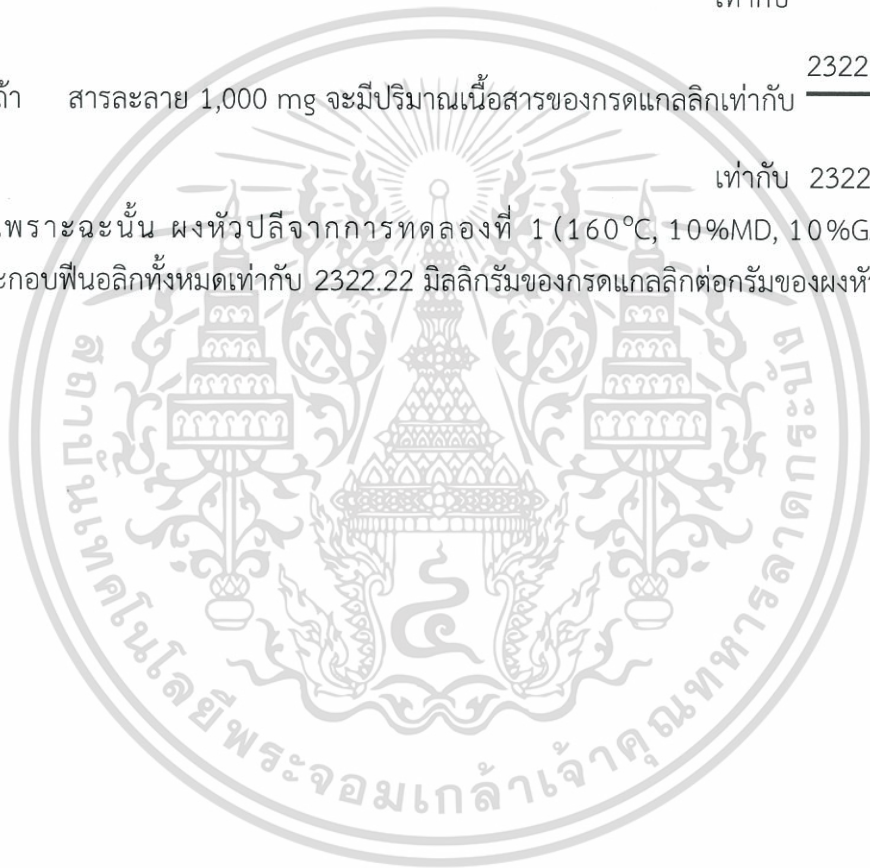 2322
ถ้า สารละลาย 1,000 mg จะมีปริมาณเนื้อสารของกรดแกลลิกเท่ากับ
เท่ากับ 2322
เพราะฉะนั้น ผงหัวปลีจากการทดลองที่ 1 (160°C, 10%MD, 10%G
ะกอบฟีนอลิกทั้งหมดเท่ากับ 2322.22 มิลลิกรัมของกรดแกลลิกต่อกรัมของผงหั
สถาบันเทคโนโลยีพระจอมเกล้าเจ้าคุณทหารลาดกระบัง